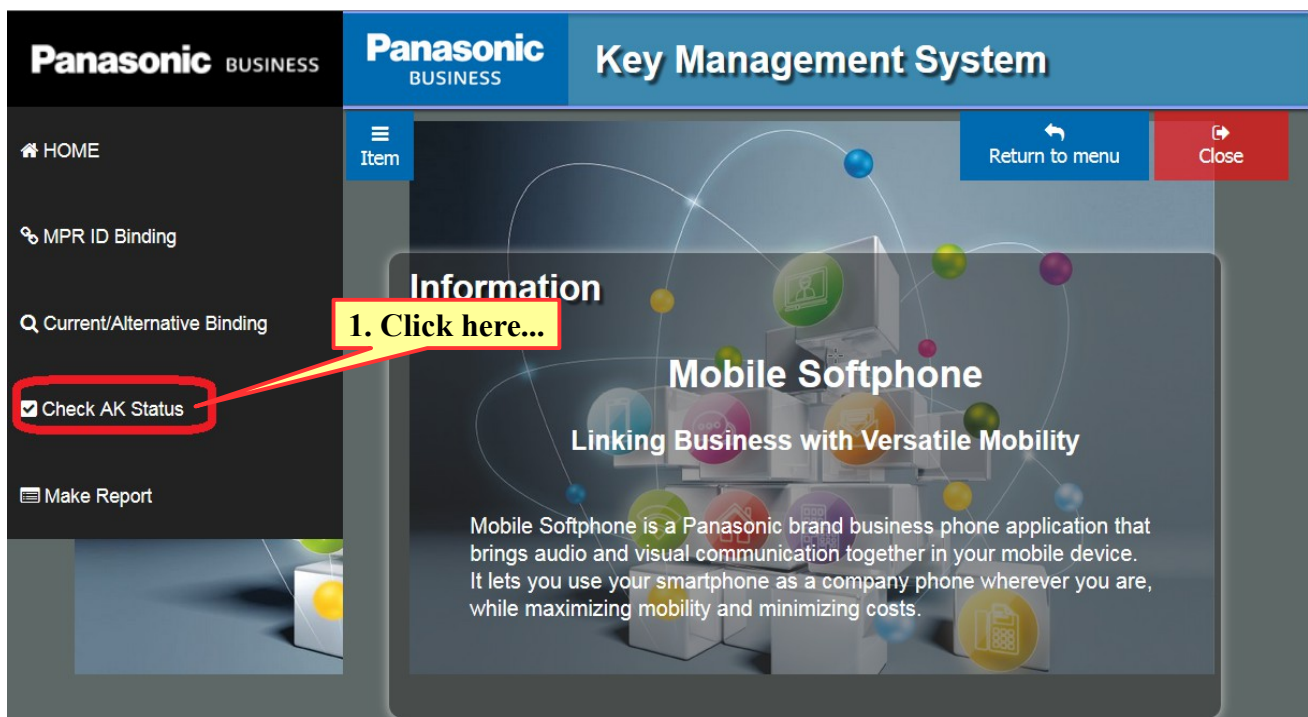 Panasonic BUSINESS
Panasonic
BUSINESS
Key Management System
HOME
MPR ID Binding
Current/Alternative Binding
Check AK Status
Make Report
Item
Return to menu
Close
1. Click here...
Information
Mobile Softphone
Linking Business with Versatile Mobility
Mobile Softphone is a Panasonic brand business phone application that
brings audio and visual communication together in your mobile device.
It lets you use your smartphone as a company phone wherever you are,
while maximizing mobility and minimizing costs.